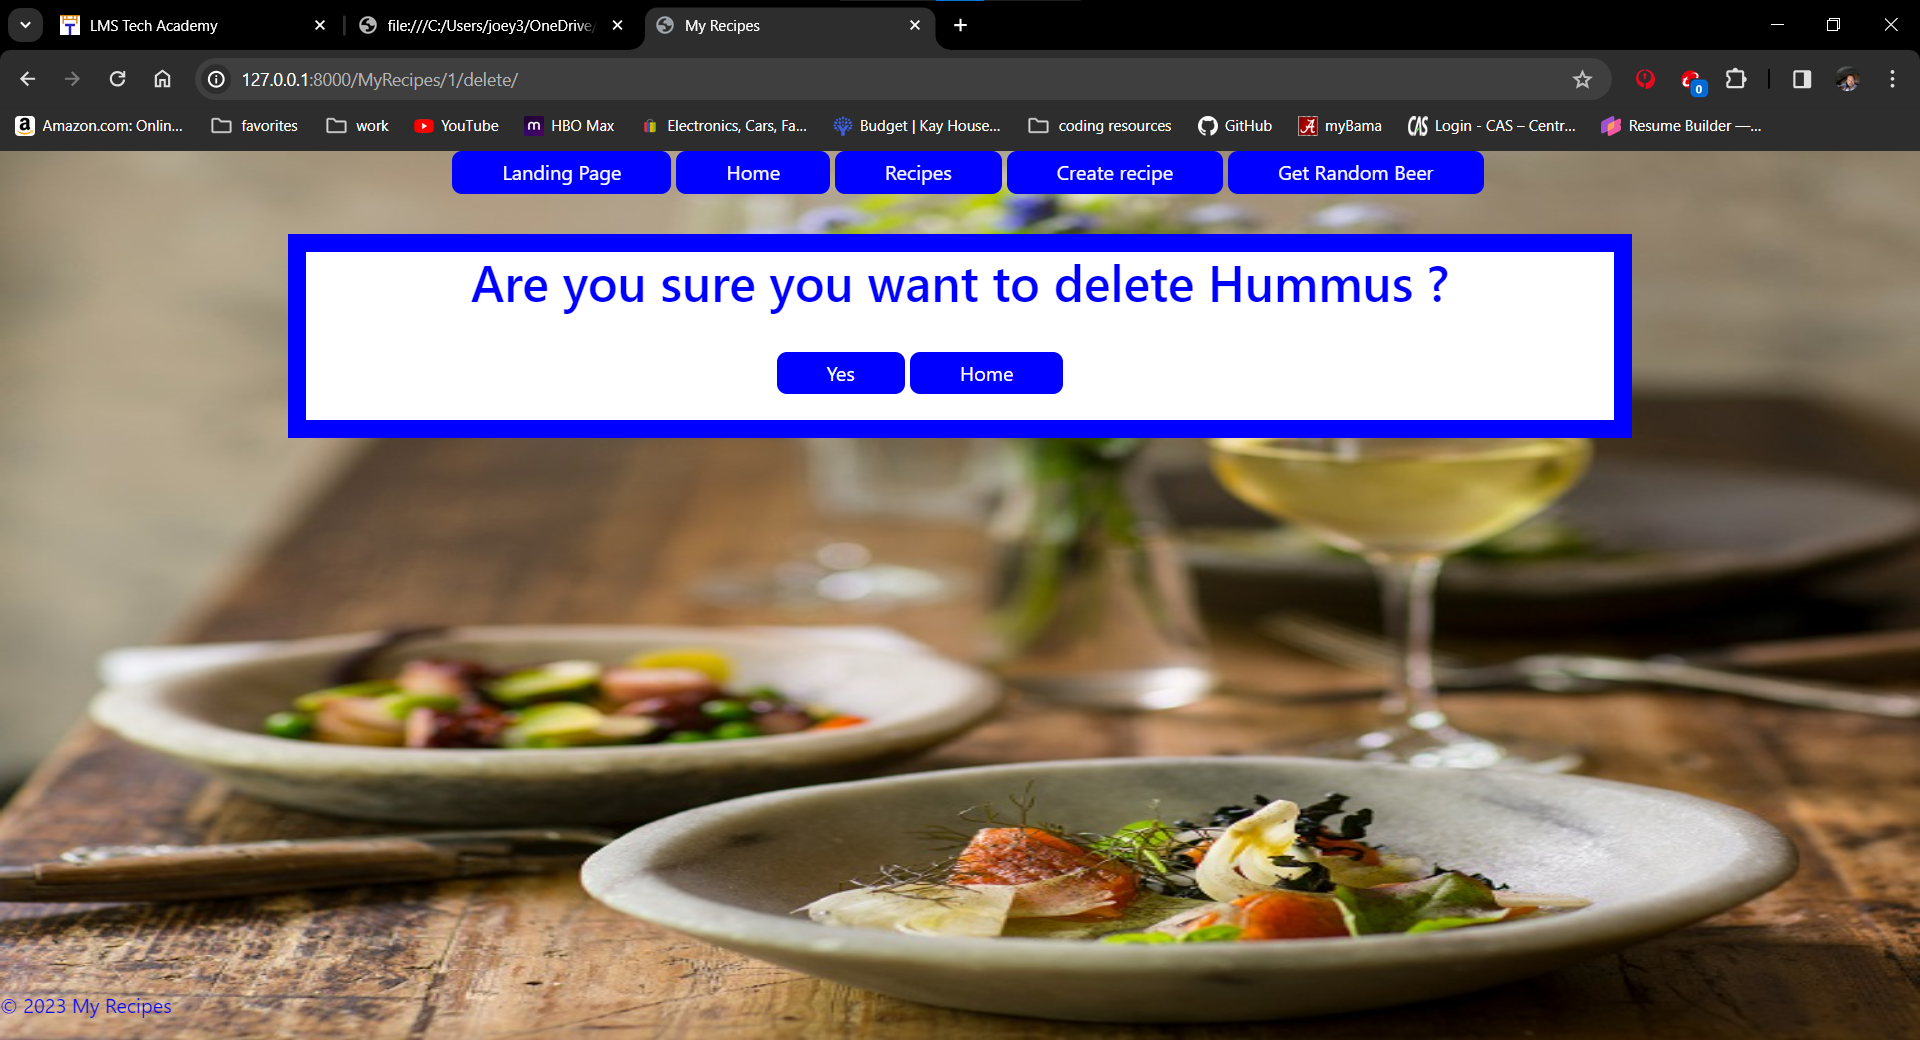 LMS Tech Academy
file:///C:/Users/joey3/OneDrive/
My Recipes
127.0.0.1:8000/MyRecipes/1/delete/
0
a Amazon.com: Onlin...
favorites
work
YouTube
m HBO Max
Electronics, Cars, Fa...
Budget | Kay House...
coding resources
GitHub
A myBama
CAS Login - CAS – Centr...
Resume Builder —...
Landing Page
Home
Recipes
Create recipe
Get Random Beer
Are you sure you want to delete Hummus ?
Yes
Home
© 2023 My Recipes